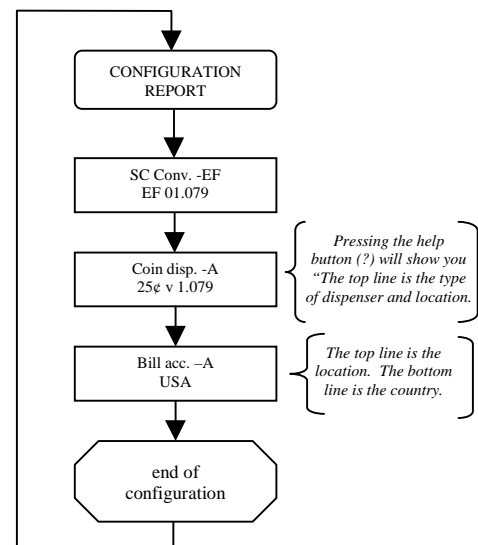 CONFIGURATION
REPORT
SC Conv. -EF
EF 01.079
Coin disp. -A
25¢ v 1.079
Pressing the help
button (?) will show you
“The top line is the type
of dispenser and location.
Bill acc. –A
USA
The top line is the
location. The bottom
line is the country.
end of
configuration